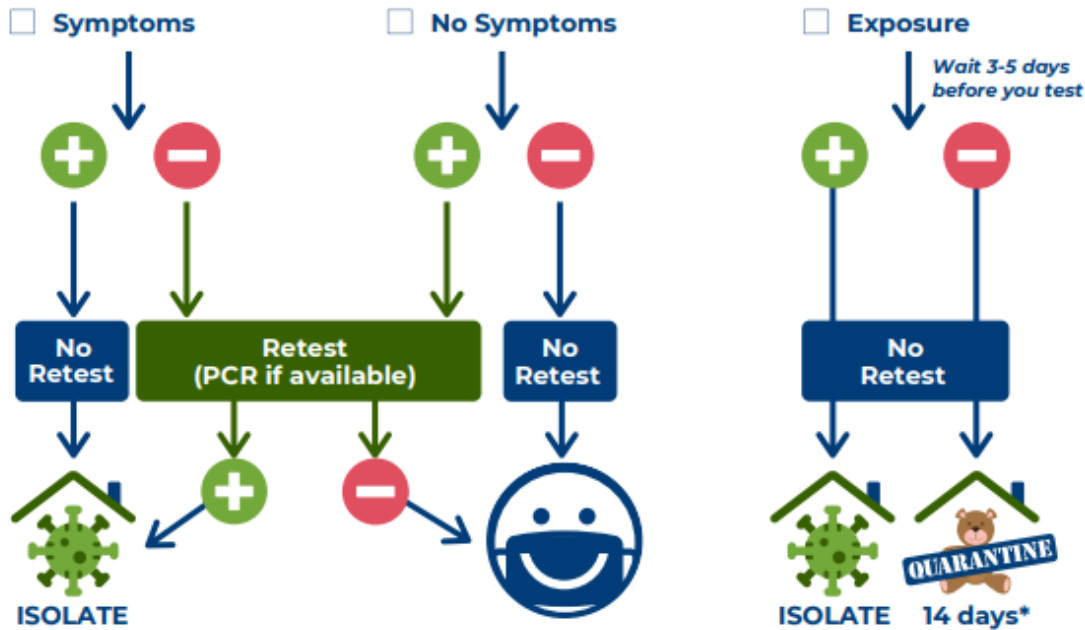 Symptoms
No Symptoms
Exposure
Wait 3-5 days
before you test
No
Retest
Retest
(PCR if available)
No
Retest
No
Retest
QUARANTINE
ISOLATE
ISOLATE
14 days*